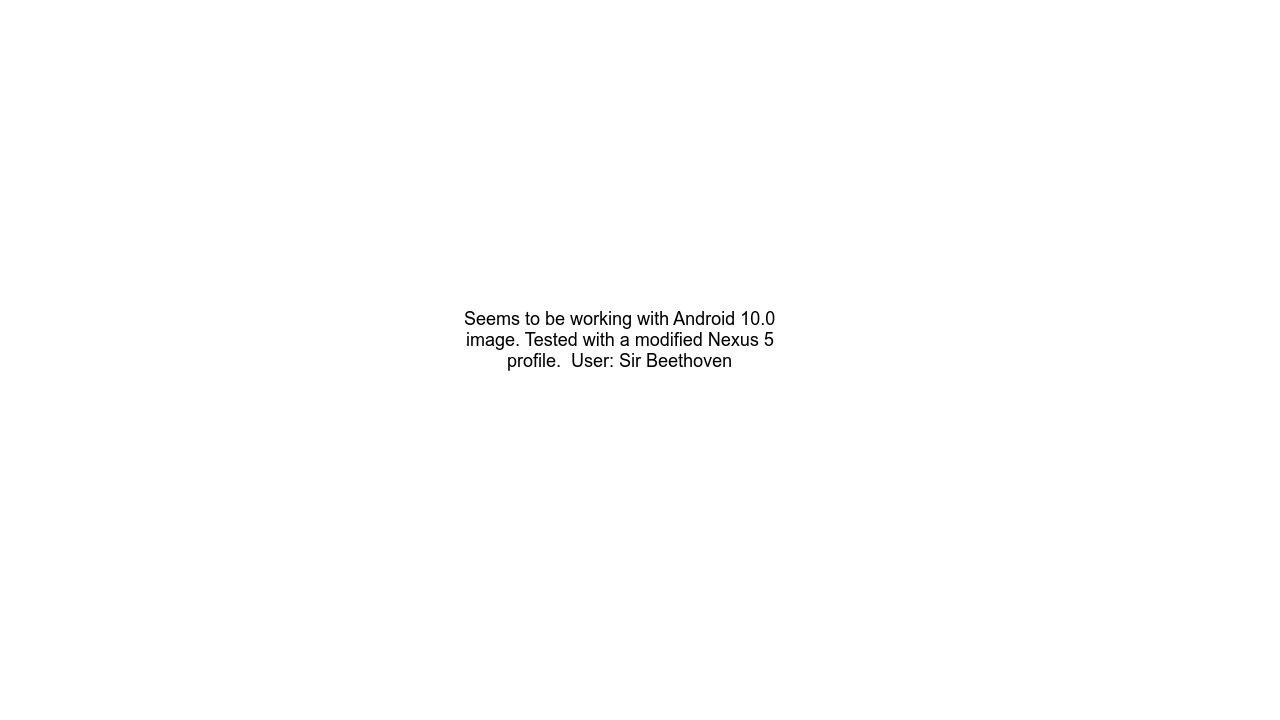 Seems to be working with Android 10.0
image. Tested with a modified Nexus 5
profile.  User: Sir Beethoven